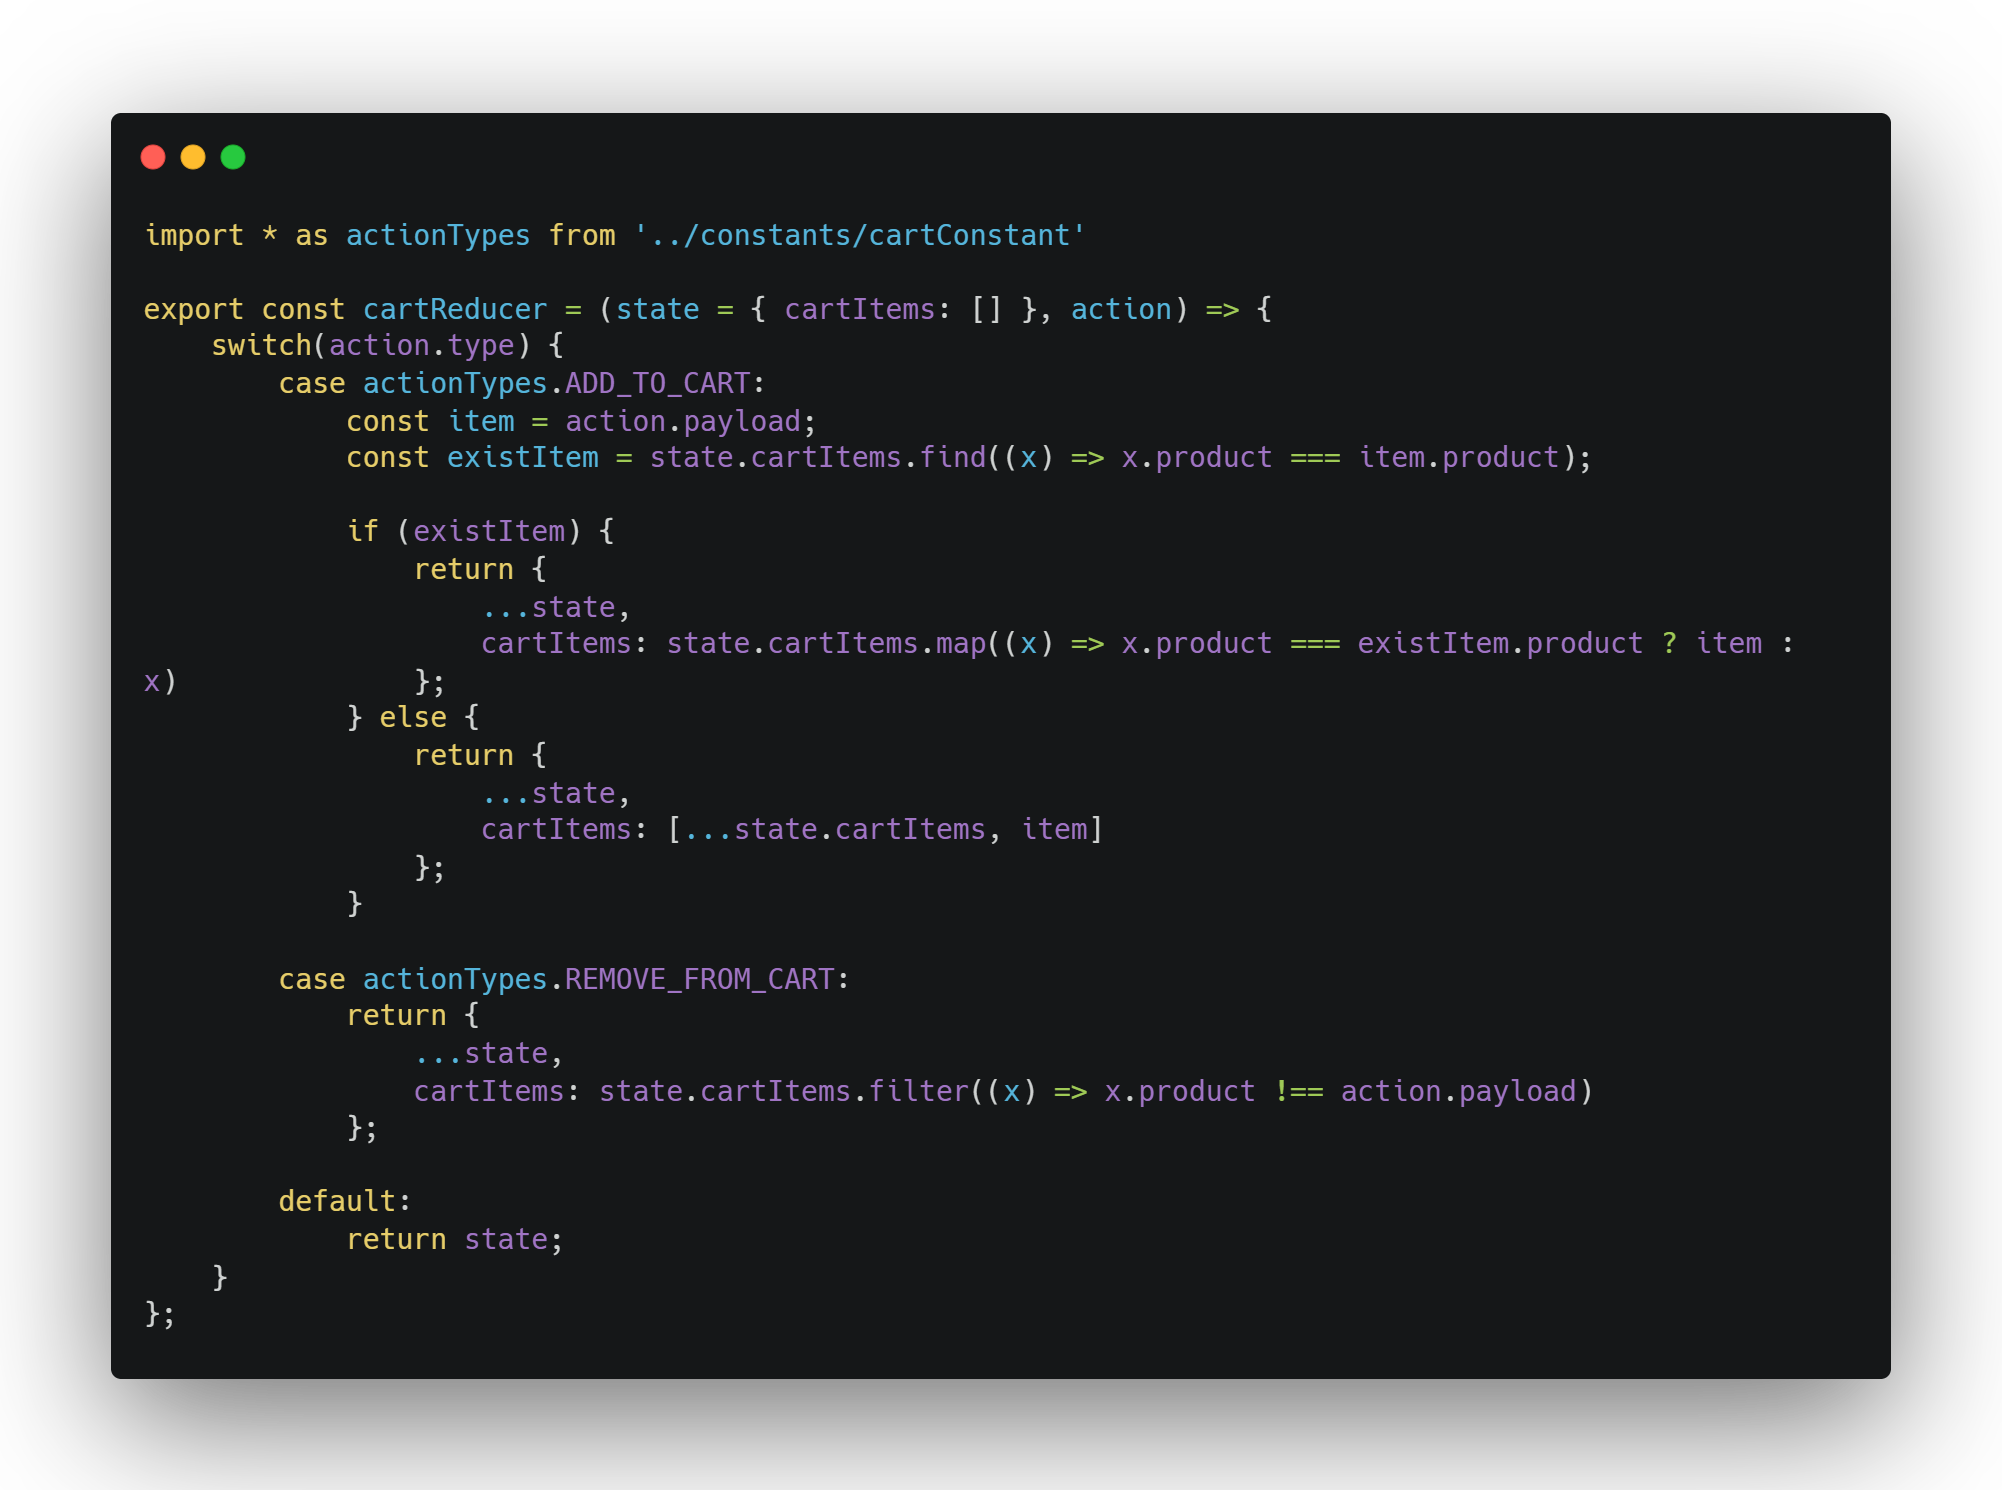 import * as actionTypes from '../constants/cartConstant'

export const cartReducer = (state = { cartItems: [] }, action) => {
    switch(action.type) {
        case actionTypes.ADD_TO_CART:
            const item = action.payload;
            const existItem = state.cartItems.find((x) => x.product === item.product);

            if (existItem) {
                return {
                    ...state,
                    cartItems: state.cartItems.map((x) => x.product === existItem.product ? item :
x)              };
            } else {
                return {
                    ...state,
                    cartItems: [...state.cartItems, item]
                };
            }

        case actionTypes.REMOVE_FROM_CART:
            return {
                ...state,
                cartItems: state.cartItems.filter((x) => x.product !== action.payload)
            };

        default:
            return state;
    }
};